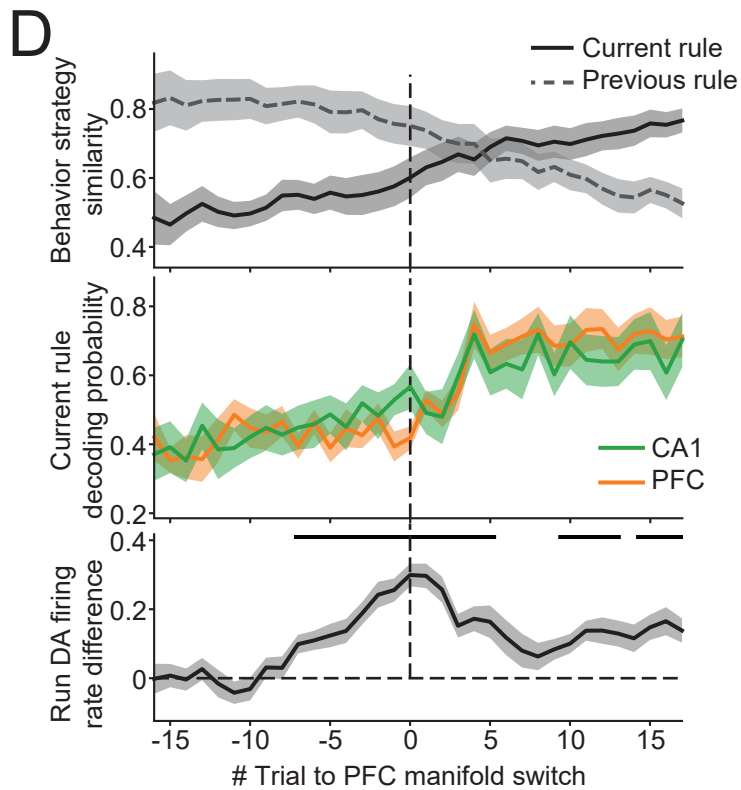 D
Current rule
Previous rule
Behavior strategy
similarity
0.8
0.6
0.4
Current rule
decoding probability
0.8
0.6
0.4
0.2
CA1
PFC
Run DA firing
rate difference
0.4
0.2
0
-15 -10 -5 0 5 10 15
# Trial to PFC manifold switch